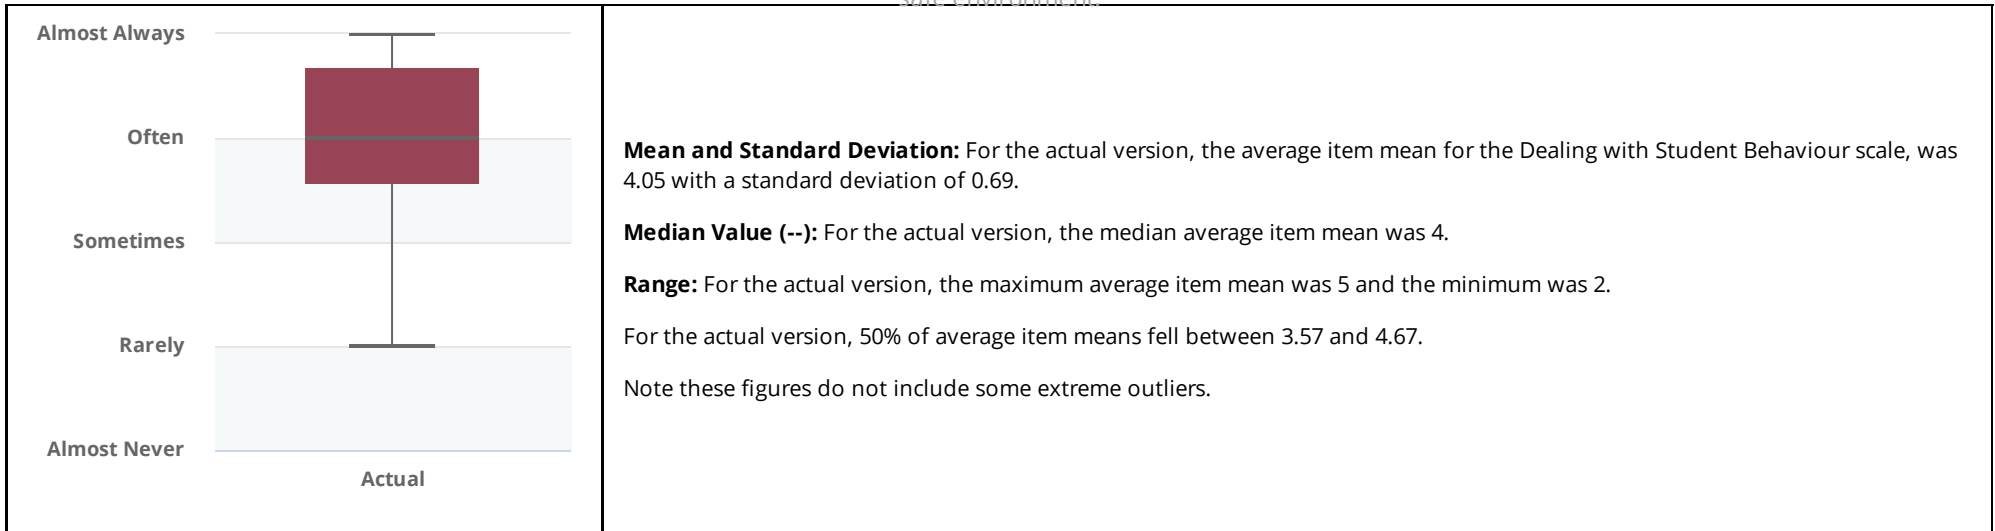 Almost Always
Often
Sometimes
Rarely
Almost Never
Actual
Mean and Standard Deviation: For the actual version, the average item mean for the Dealing with Student Behaviour scale, was
4.05 with a standard deviation of 0.69.
Median Value (--): For the actual version, the median average item mean was 4.
Range: For the actual version, the maximum average item mean was 5 and the minimum was 2.
For the actual version, 50% of average item means fell between 3.57 and 4.67.
Note these figures do not include some extreme outliers.